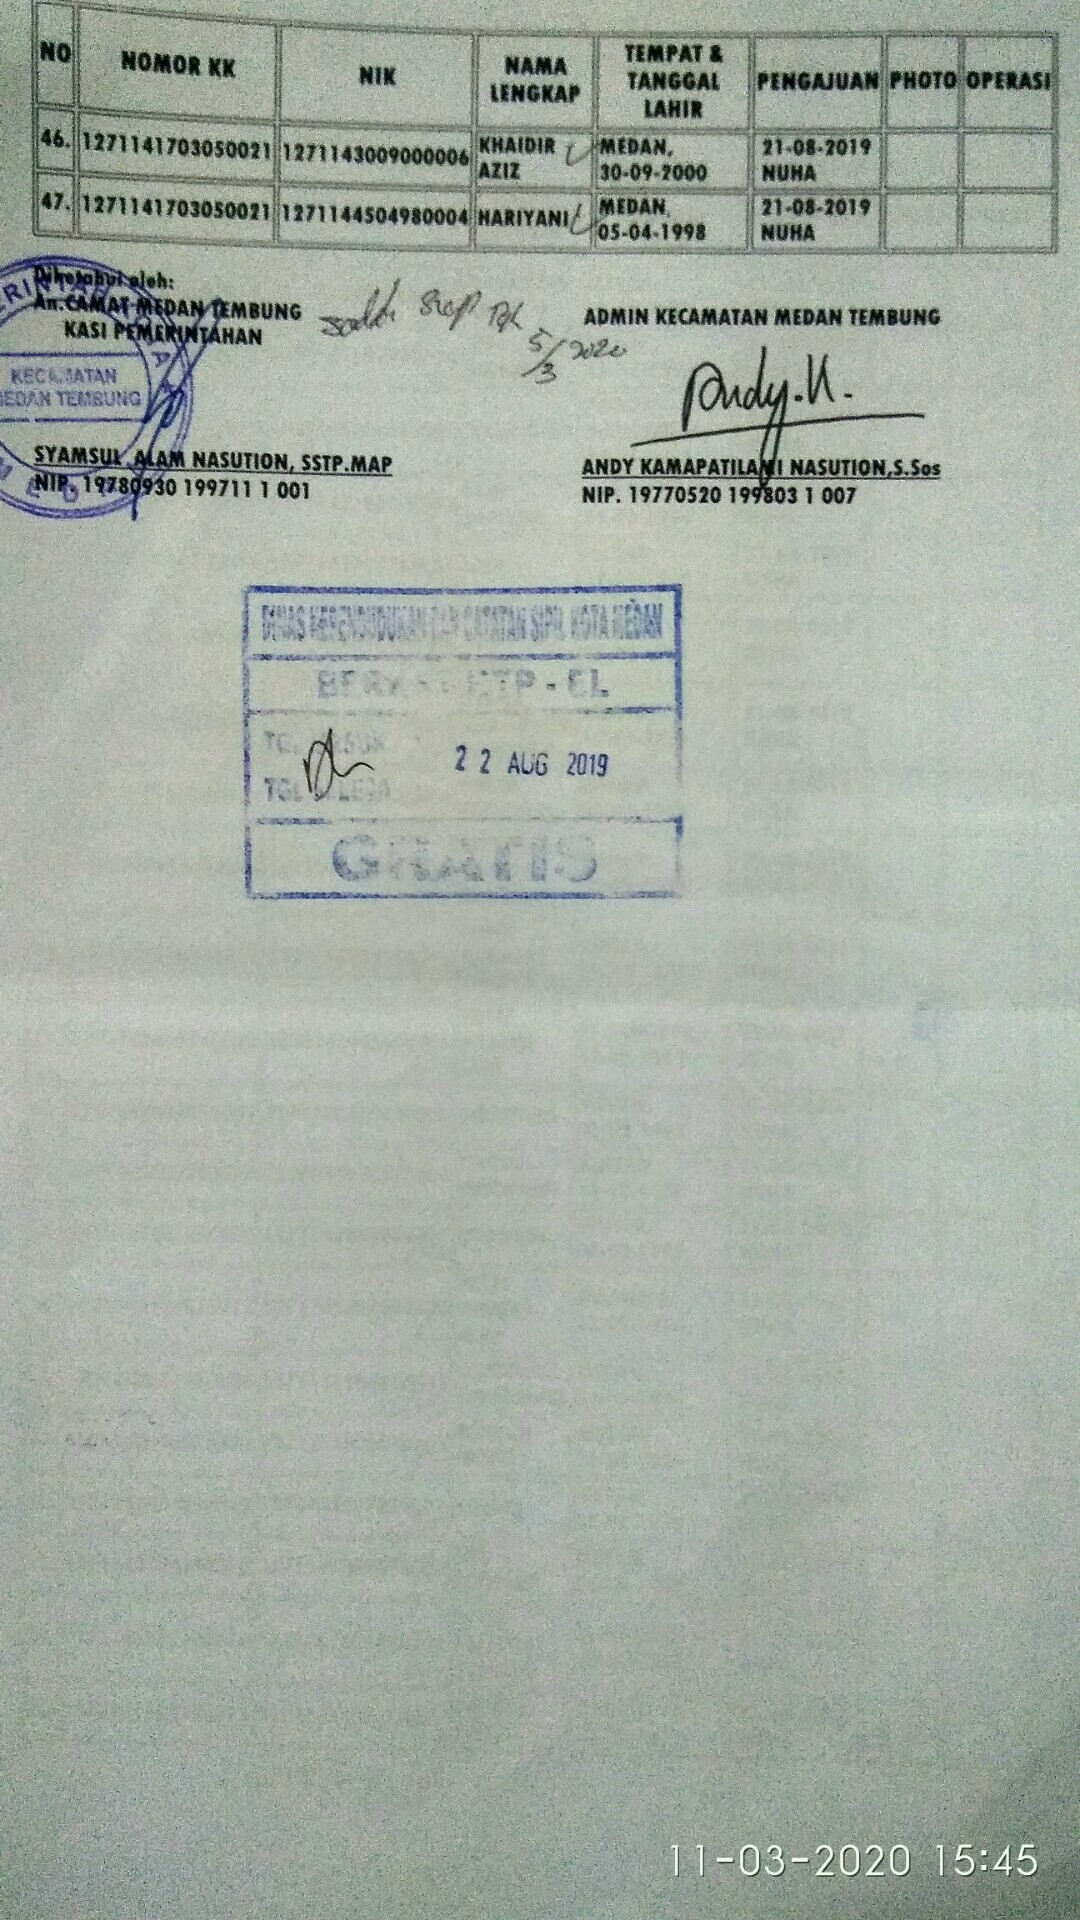 NO NOMOR KK NIK NAMA LENGKAP TEMPAT & TANGGAL LAHIR PENGAJUAN PHOTO OPERASI
46. 1271141703050021 1271143009000006 KHAIDIR AZIZ MEDAN, 30-09-2000 21-08-2019 NUHA
47. 1271141703050021 1271144504980004 HARIYANI MEDAN, 05-04-1998 21-08-2019 NUHA
Diketahui oleh:
An.CAMAT MEDAN TEMBUNG
KASI PEMERINTAHAN
KECAMATAN
MEDAN TEMBUNG
5/3 2020
ADMIN KECAMATAN MEDAN TEMBUNG
Andy.K.
SYAMSUL ALAM NASUTION, SSTP.MAP
NIP. 19780930 199711 1 001
ANDY KAMAPATILAWI NASUTION,S.Sos
NIP. 19770520 199803 1 007
DINAS KEPENDUDUKAN DAN CATATAN SIPIL KOTA MEDAN
KTP - EL
22 AUG 2019
GRATIS
11-03-2020 15:45